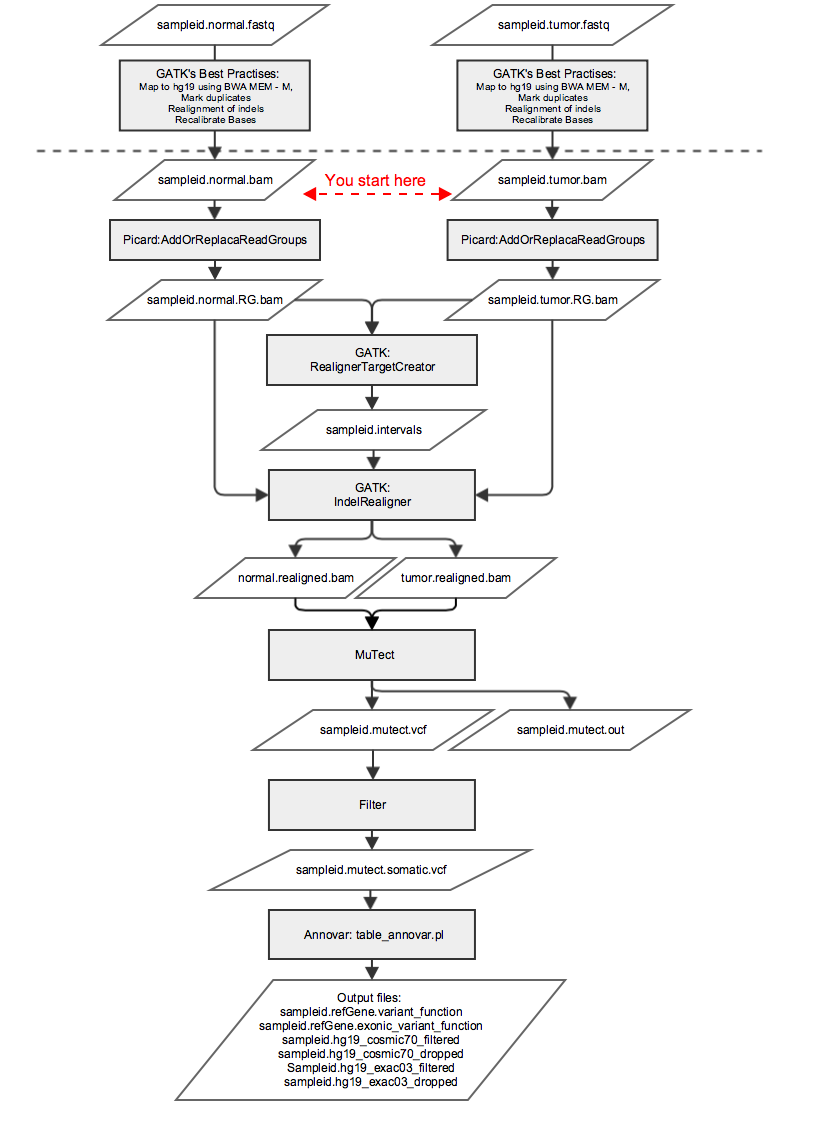 sampleid.normal.fastq
sampleid.tumor.fastq
GATK's Best Practises:
Map to hg19 using BWA MEM - M,
Mark duplicates
Realignment of indels
Recalibrate Bases
GATK's Best Practises:
Map to hg19 using BWA MEM - M,
Mark duplicates
Realignment of indels
Recalibrate Bases
sampleid.normal.bam
You start here
sampleid.tumor.bam
Picard:AddOrReplacaReadGroups
Picard:AddOrReplacaReadGroups
sampleid.normal.RG.bam
sampleid.tumor.RG.bam
GATK:
RealignerTargetCreator
sampleid.intervals
GATK:
IndelRealigner
normal.realigned.bam
tumor.realigned.bam
MuTect
sampleid.mutect.vcf
sampleid.mutect.out
Filter
sampleid.mutect.somatic.vcf
Annovar: table_annovar.pl
Output files:
sampleid.refGene.variant_function
sampleid.refGene.exonic_variant_function
sampleid.hg19_cosmic70_filtered
sampleid.hg19_cosmic70_dropped
Sampleid.hg19_exac03_filtered
sampleid.hg19_exac03_dropped